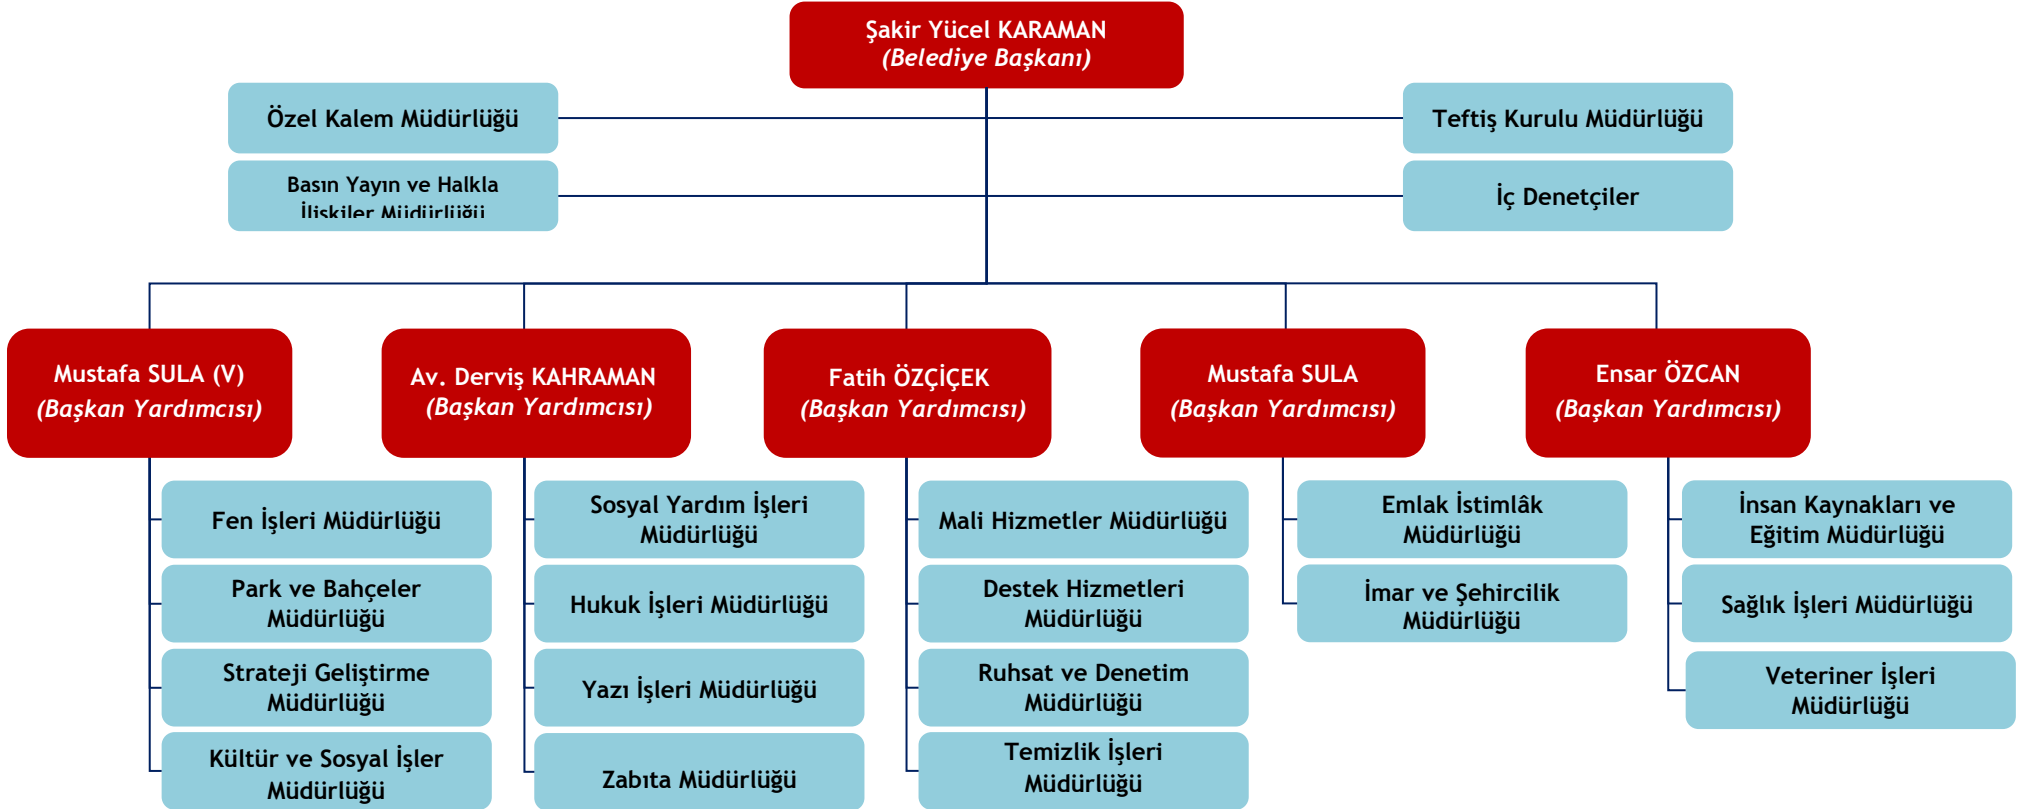 Şakir Yücel KARAMAN
(Belediye Başkanı)
Özel Kalem Müdürlüğü
Teftiş Kurulu Müdürlüğü
Basın Yayın ve Halkla
İlişkiler Müdürlüğü
İç Denetçiler
Mustafa SULA (V)
(Başkan Yardımcısı)
Av. Derviş KAHRAMAN
(Başkan Yardımcısı)
Fatih ÖZÇİÇEK
(Başkan Yardımcısı)
Mustafa SULA
(Başkan Yardımcısı)
Ensar ÖZCAN
(Başkan Yardımcısı)
Fen İşleri Müdürlüğü
Park ve Bahçeler
Müdürlüğü
Strateji Geliştirme
Müdürlüğü
Kültür ve Sosyal İşler
Müdürlüğü
Sosyal Yardım İşleri
Müdürlüğü
Hukuk İşleri Müdürlüğü
Yazı İşleri Müdürlüğü
Zabıta Müdürlüğü
Mali Hizmetler Müdürlüğü
Destek Hizmetleri
Müdürlüğü
Ruhsat ve Denetim
Müdürlüğü
Temizlik İşleri
Müdürlüğü
Emlak İstimlâk
Müdürlüğü
İmar ve Şehircilik
Müdürlüğü
İnsan Kaynakları ve
Eğitim Müdürlüğü
Sağlık İşleri Müdürlüğü
Veteriner İşleri
Müdürlüğü